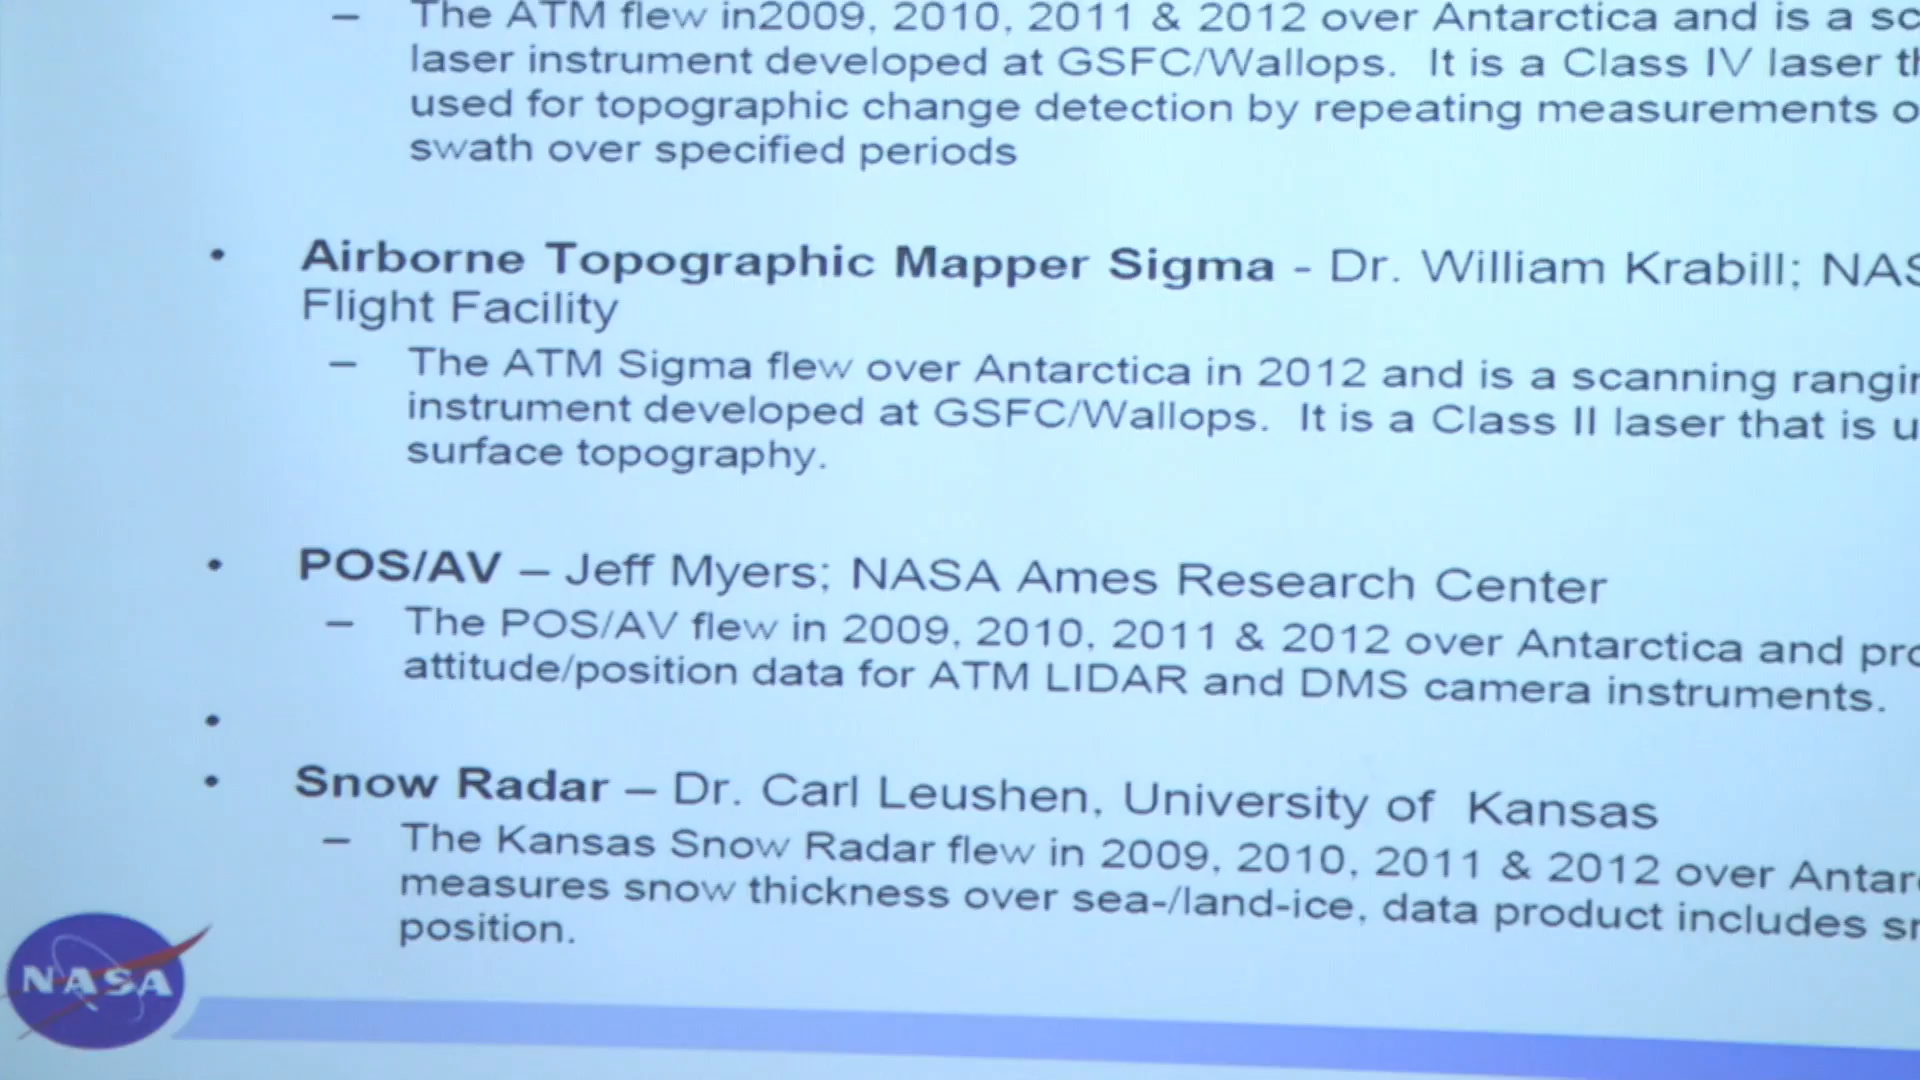 – The ATM flew in2009, 2010, 2011 & 2012 over Antarctica and is a sc
laser instrument developed at GSFC/Wallops. It is a Class IV laser th
used for topographic change detection by repeating measurements o
swath over specified periods
• Airborne Topographic Mapper Sigma - Dr. William Krabill; NAS
Flight Facility
– The ATM Sigma flew over Antarctica in 2012 and is a scanning rangin
instrument developed at GSFC/Wallops. It is a Class II laser that is u
surface topography.
• POS/AV – Jeff Myers; NASA Ames Research Center
– The POS/AV flew in 2009, 2010, 2011 & 2012 over Antarctica and pro
attitude/position data for ATM LIDAR and DMS camera instruments.
•
• Snow Radar – Dr. Carl Leushen, University of Kansas
– The Kansas Snow Radar flew in 2009, 2010, 2011 & 2012 over Antar
measures snow thickness over sea-/land-ice, data product includes sn
position.
NASA